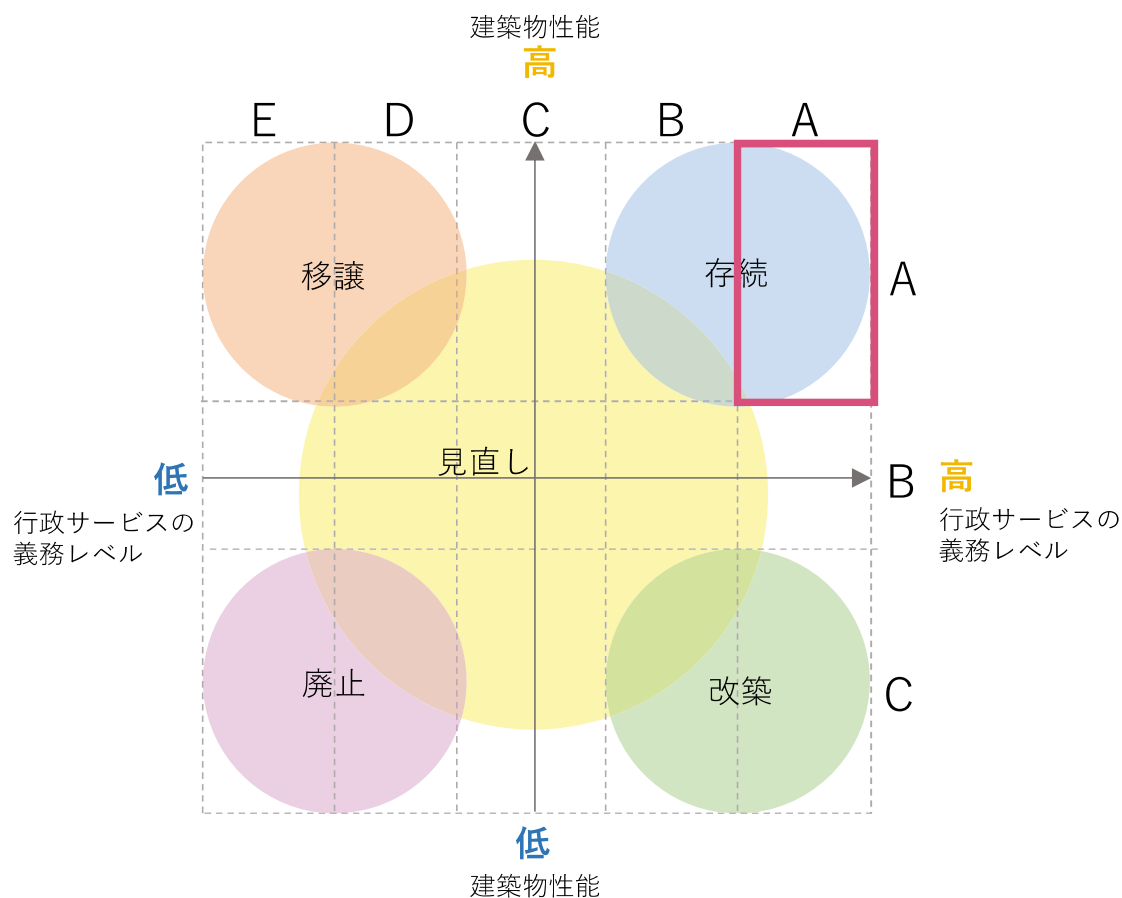 建築物性能
高
E D C B A
移譲
存続
A
見直し
低
行政サービスの
義務レベル
B
高
行政サービスの
義務レベル
廃止
改築
C
低
建築物性能